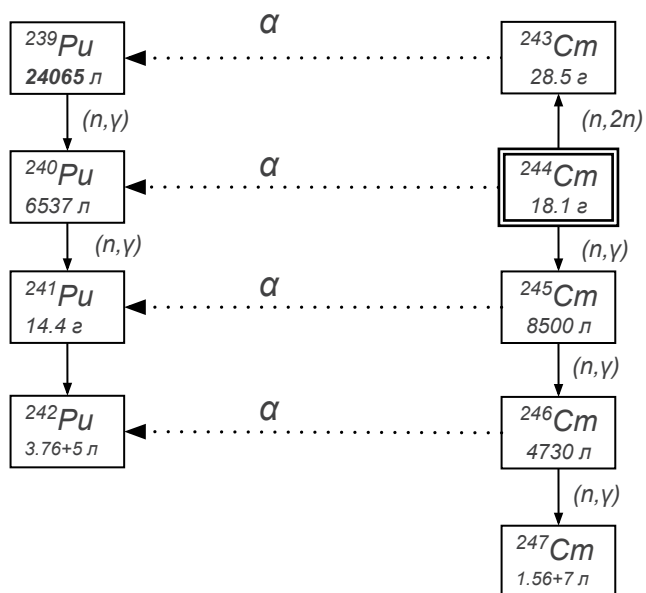 α
²³⁹Pu
24065 л
²⁴³Cm
28.5 г
(n,γ)
(n,2n)
α
²⁴⁰Pu
6537 л
²⁴⁴Cm
18.1 г
(n,γ)
(n,γ)
α
²⁴¹Pu
14.4 г
²⁴⁵Cm
8500 л
(n,γ)
α
²⁴²Pu
3.76+5 л
²⁴⁶Cm
4730 л
(n,γ)
²⁴⁷Cm
1.56+7 л